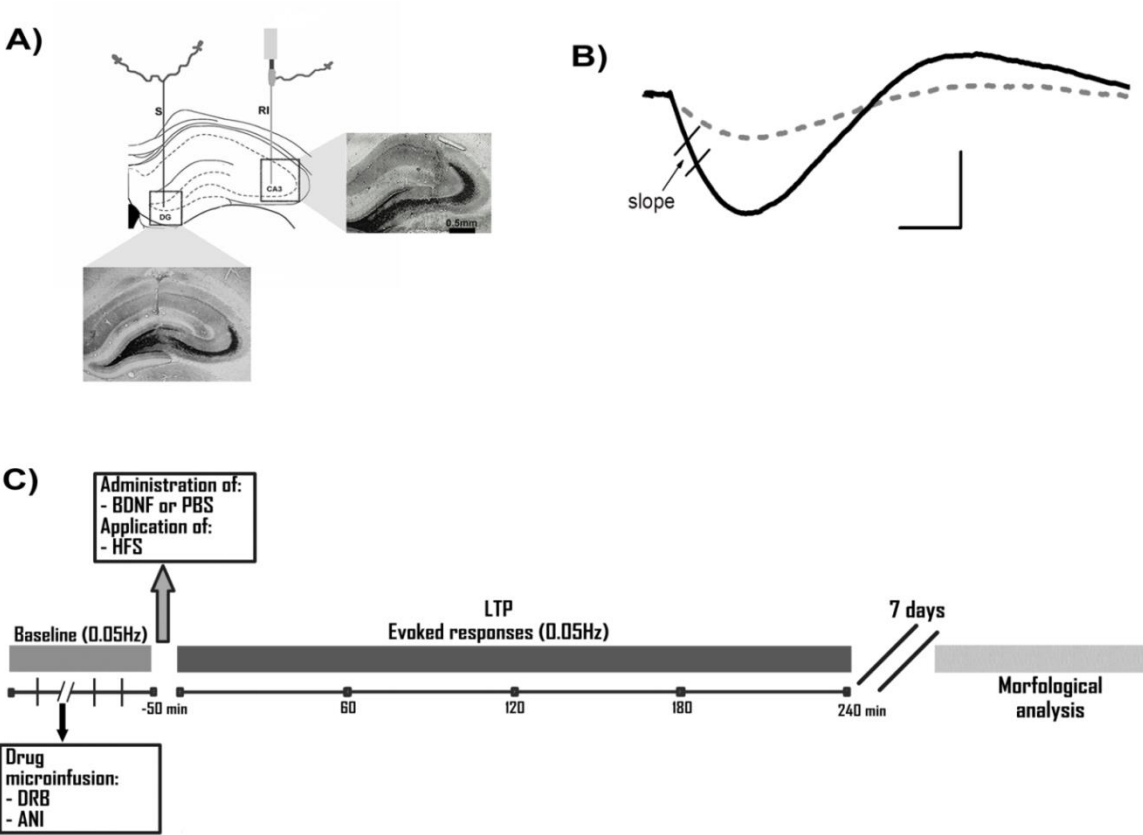 A)
S
RI
CA3
DG
0.5mm
B)
slope
C)
Administration of:
- BDNF or PBS
Application of:
- HFS
Baseline (0.05Hz)
LTP
Evoked responses (0.05Hz)
7 days
-50 min
60
120
180
240 min
Morfological
analysis
Drug
microinfusion:
- DRB
- ANI